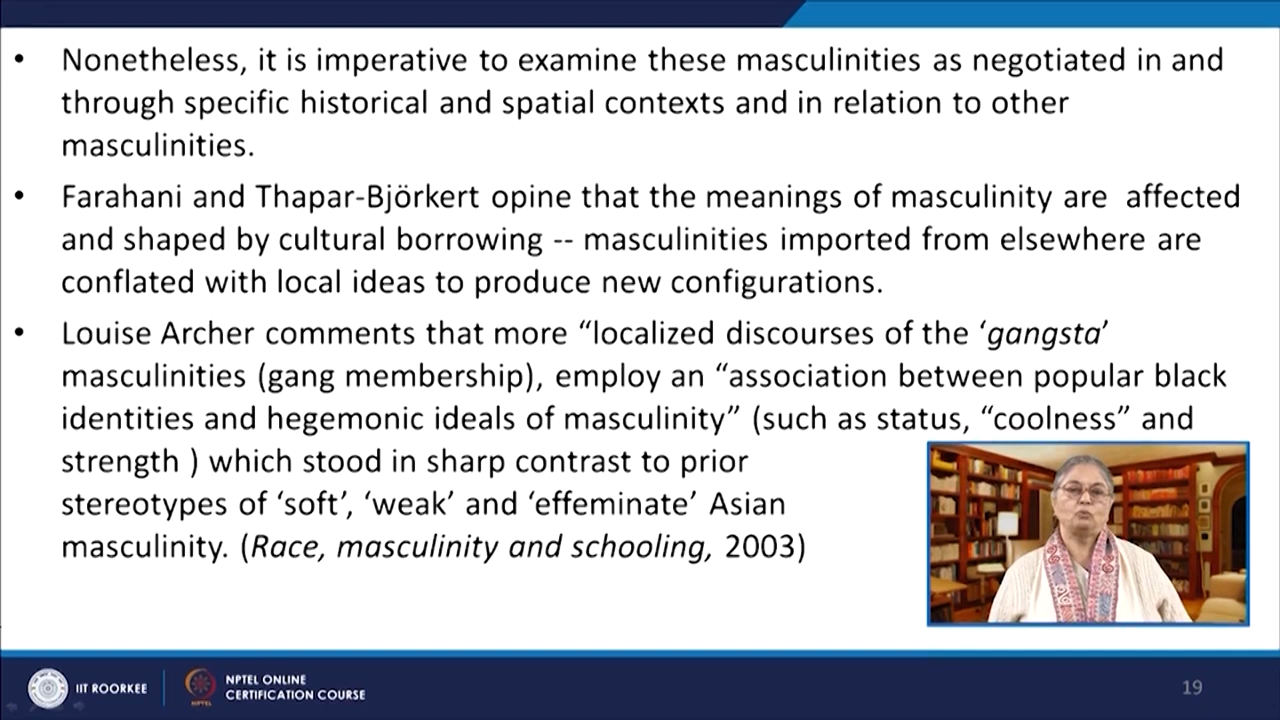 • Nonetheless, it is imperative to examine these masculinities as negotiated in and
through specific historical and spatial contexts and in relation to other
masculinities.
• Farahani and Thapar-Björkert opine that the meanings of masculinity are  affected
and shaped by cultural borrowing -- masculinities imported from elsewhere are
conflated with local ideas to produce new configurations.
• Louise Archer comments that more “localized discourses of the ‘gangsta’
masculinities (gang membership), employ an “association between popular black
identities and hegemonic ideals of masculinity” (such as status, “coolness” and
strength ) which stood in sharp contrast to prior
stereotypes of ‘soft’, ‘weak’ and ‘effeminate’ Asian
masculinity. (Race, masculinity and schooling, 2003)
IIT ROORKEE
NPTEL
NPTEL ONLINE
CERTIFICATION COURSE
19